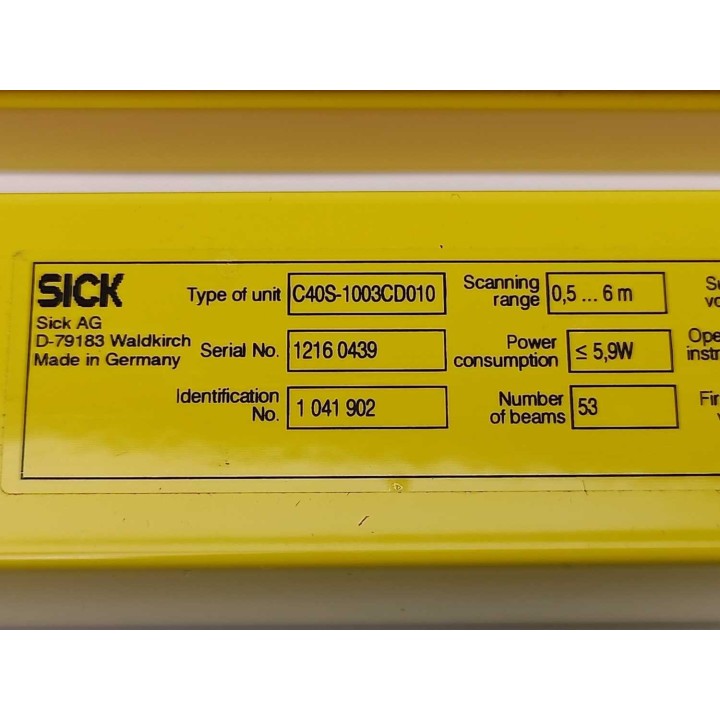 SICK
Sick AG
D-79183 Waldkirch
Made in Germany
Type of unit C40S-1003CD010
Serial No. 1216 0439
Identification
No. 1 041 902
Scanning
range 0,5 ... 6 m
Power
consumption ≤ 5,9W
Number
of beams 53